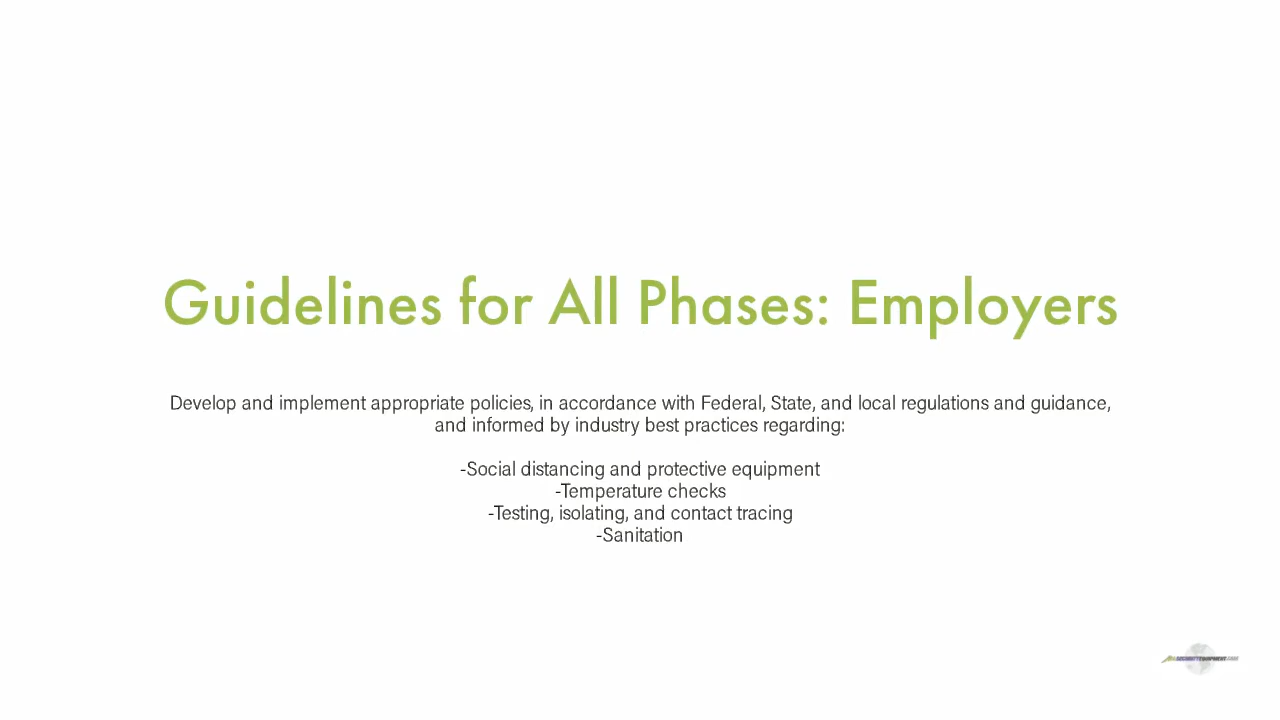 Guidelines for All Phases: Employers
Develop and implement appropriate policies, in accordance with Federal, State, and local regulations and guidance,
and informed by industry best practices regarding:
-Social distancing and protective equipment
-Temperature checks
-Testing, isolating, and contact tracing
-Sanitation